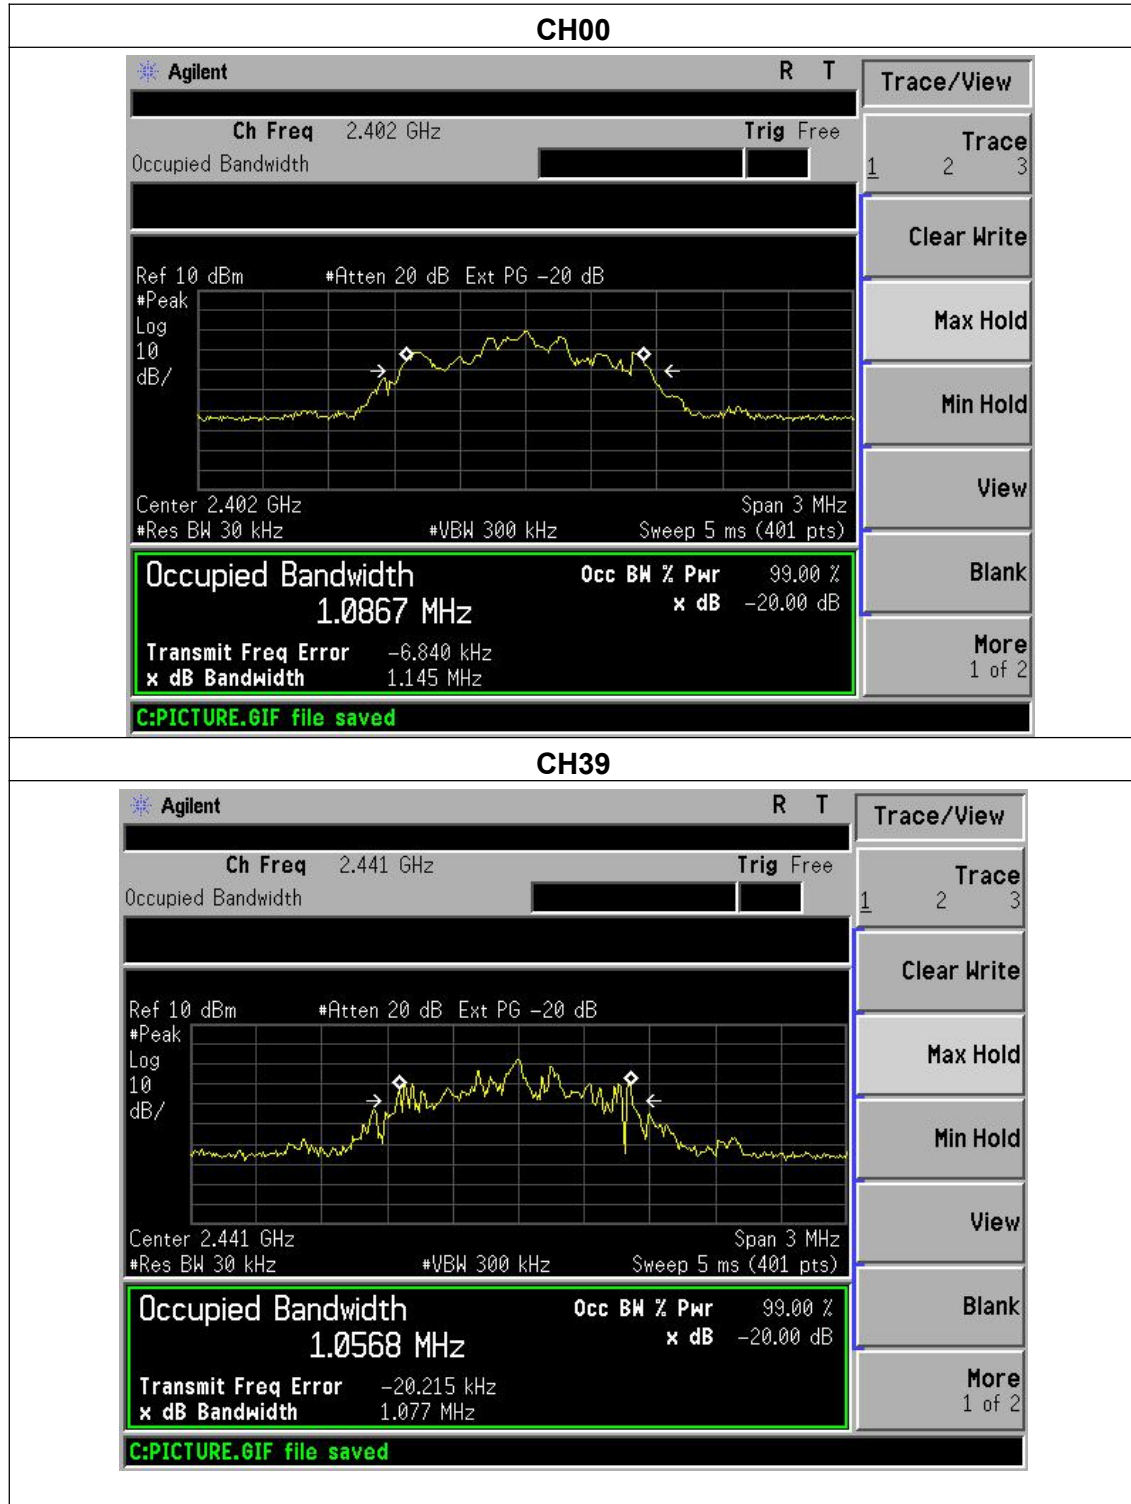 CH00
Agilent R T
Trace/View
Ch Freq 2.402 GHz Trig Free
Occupied Bandwidth
Trace
1 2 3
Clear Write
Ref 10 dBm #Atten 20 dB Ext PG -20 dB
#Peak
Log
10
dB/
Max Hold
Min Hold
View
Center 2.402 GHz Span 3 MHz
#Res BW 30 kHz #VBW 300 kHz Sweep 5 ms (401 pts)
Occupied Bandwidth Occ BW % Pwr 99.00 %
1.0867 MHz x dB -20.00 dB
Blank
Transmit Freq Error -6.840 kHz
x dB Bandwidth 1.145 MHz
More
1 of 2
C:PICTURE.GIF file saved
CH39
Agilent R T
Trace/View
Ch Freq 2.441 GHz Trig Free
Occupied Bandwidth
Trace
1 2 3
Clear Write
Ref 10 dBm #Atten 20 dB Ext PG -20 dB
#Peak
Log
10
dB/
Max Hold
Min Hold
View
Center 2.441 GHz Span 3 MHz
#Res BW 30 kHz #VBW 300 kHz Sweep 5 ms (401 pts)
Occupied Bandwidth Occ BW % Pwr 99.00 %
1.0568 MHz x dB -20.00 dB
Blank
Transmit Freq Error -20.215 kHz
x dB Bandwidth 1.077 MHz
More
1 of 2
C:PICTURE.GIF file saved